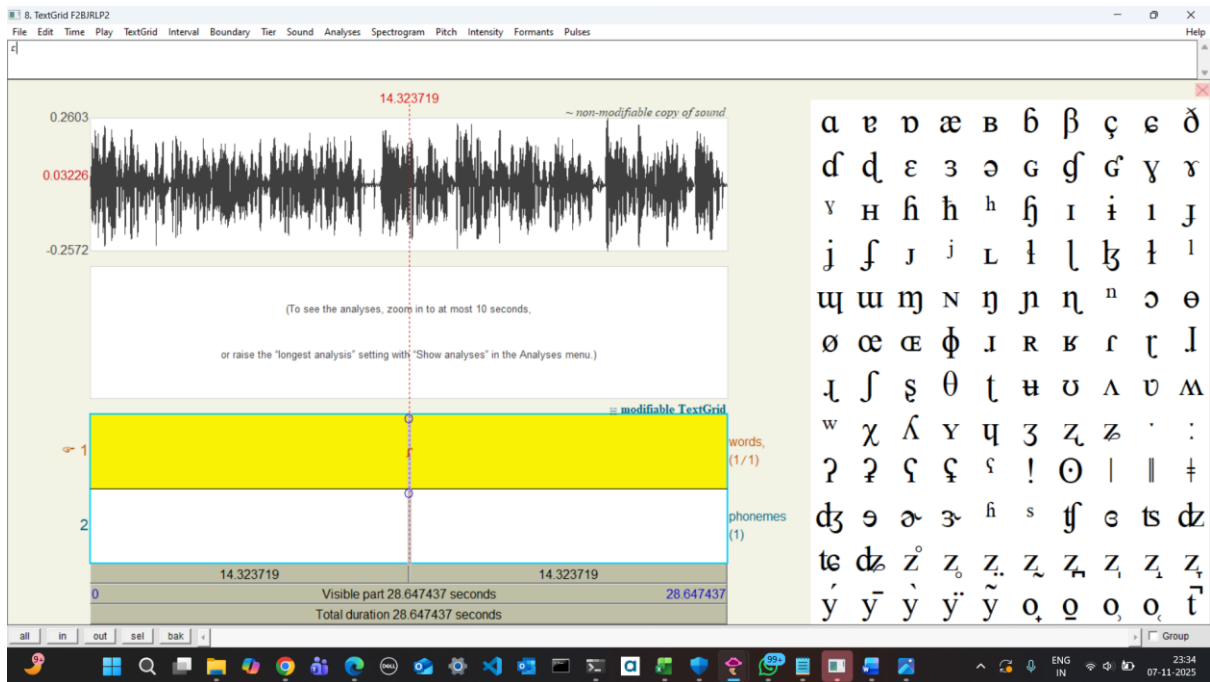 8. TextGrid F2BJRLP2
File Edit Time Play TextGrid Interval Boundary Tier Sound Analyses Spectrogram Pitch Intensity Formants Pulses Help
ɾ
14.323719
~ non-modifiable copy of sound
0.2603
0.03226
-0.2572
(To see the analyses, zoom in to at most 10 seconds,
or raise the "longest analysis" setting with "Show analyses" in the Analyses menu.)
modifiable TextGrid
1
ɾ
words,
(1/1)
2
phonemes
(1)
14.323719 14.323719
0 Visible part 28.647437 seconds 28.647437
Total duration 28.647437 seconds
ɑ ɐ ɒ æ ʙ ɓ β ç ɞ ð
ɗ ɖ ɛ ɜ ə ɢ ɠ ʛ ɣ ɤ
ˠ ʜ ɦ ħ ʰ ɧ ɪ ɨ ı ɟ
ʝ ʄ ᴊ ʲ ʟ ɫ ɭ ɮ ɫ ˡ
ɰ ɯ ɱ ɴ ŋ ɲ ɳ ⁿ ɔ ɵ
ø œ ɶ ɸ ɹ ʀ ʁ ɾ ɽ ɺ
ɻ ʃ ʂ θ ʈ ʉ ʊ ʌ ʋ ʍ
ʷ χ ʎ ʏ ɥ ʒ ʐ ʑ ˑ ː
ʔ ʡ ʕ ʢ ˤ ! ʘ ǀ ǁ ǂ
ʤ ɘ ɚ ɝ ʱ ˢ ʧ ɞ ʦ ʣ
ʨ ʥ z̊ z̥ z̤ z̰ z̪ z̩ z̞ z̟
ý ȳ ỳ ÿ ỹ o̟ o̠ o̹ o̜ t̚
all in out sel bak Group
9+
99+
ENG
IN
23:34
07-11-2025